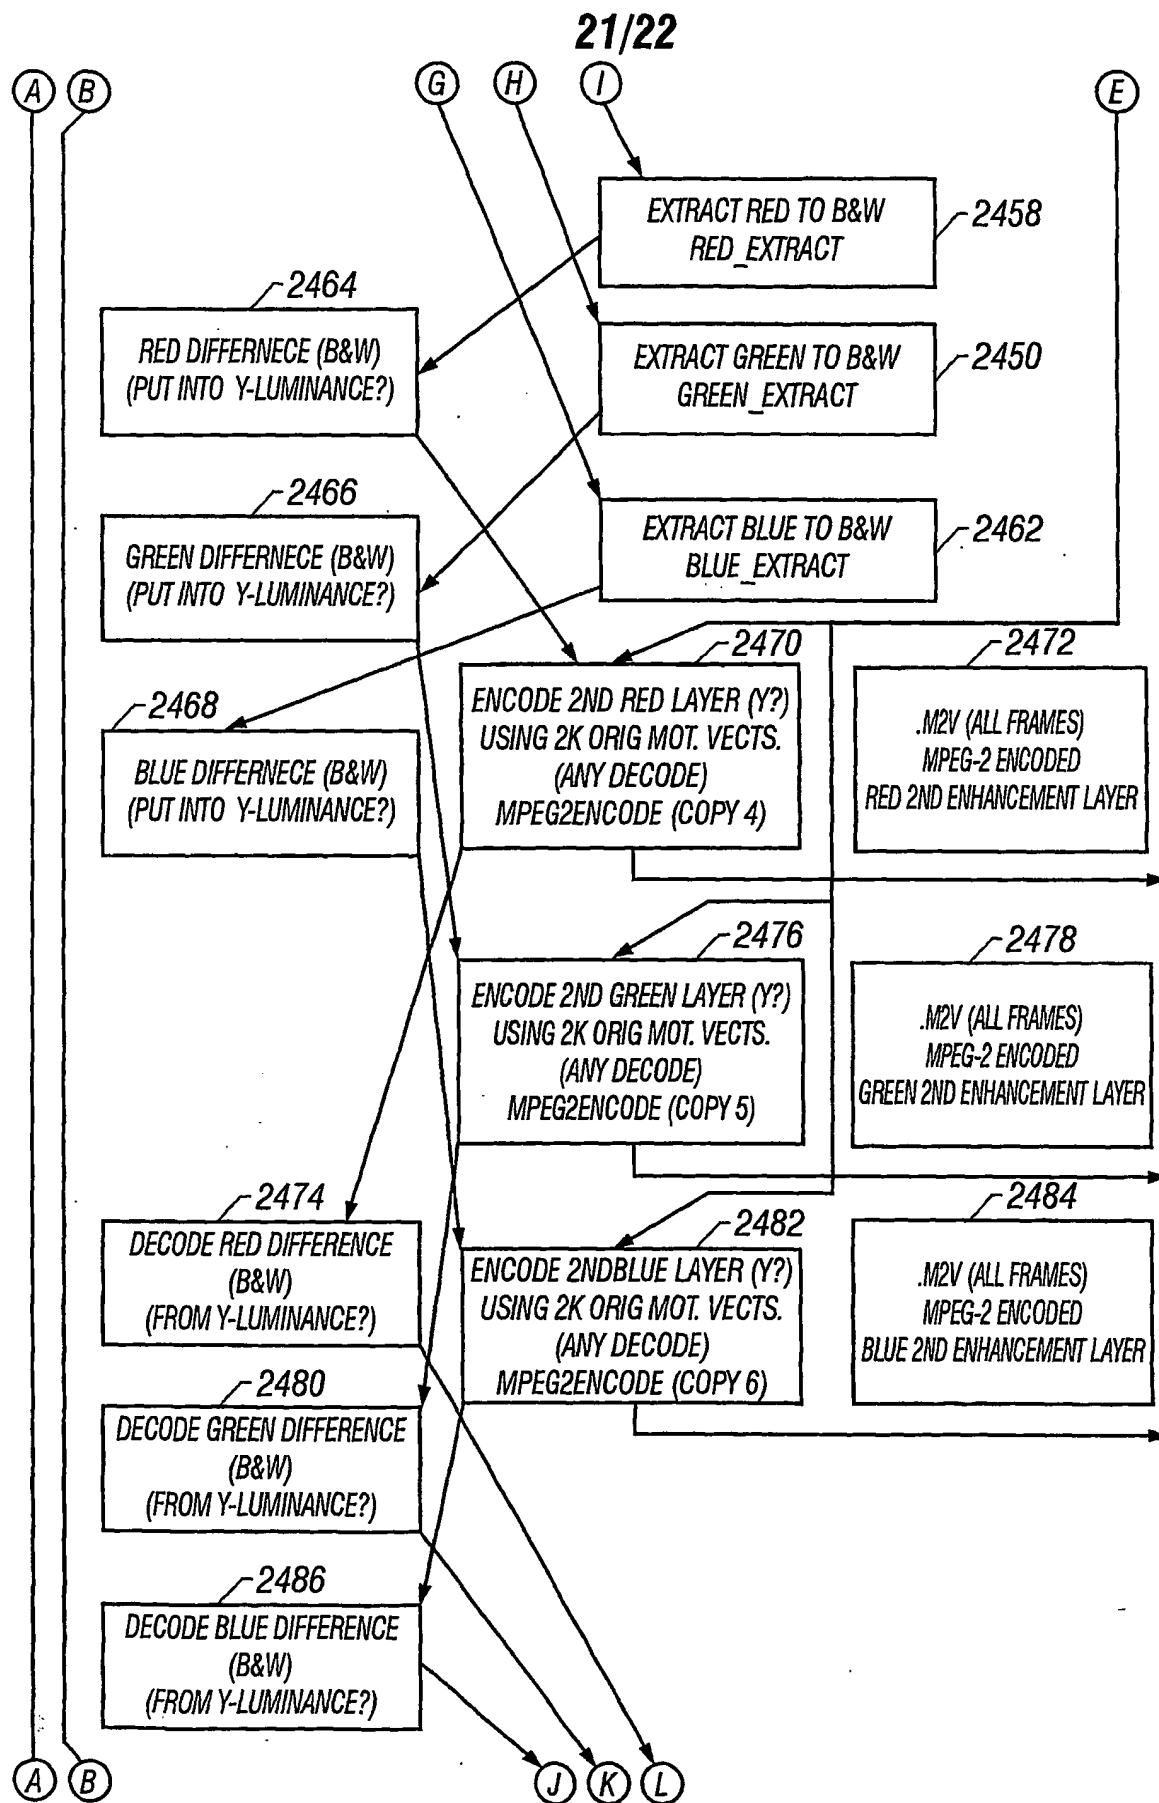 21/22
A
B
G
H
I
E
EXTRACT RED TO B&W
RED_EXTRACT
2458
2464
RED DIFFERNECE (B&W)
(PUT INTO Y-LUMINANCE?)
EXTRACT GREEN TO B&W
GREEN_EXTRACT
2450
2466
GREEN DIFFERNECE (B&W)
(PUT INTO Y-LUMINANCE?)
EXTRACT BLUE TO B&W
BLUE_EXTRACT
2462
2468
BLUE DIFFERNECE (B&W)
(PUT INTO Y-LUMINANCE?)
2470
ENCODE 2ND RED LAYER (Y?)
USING 2K ORIG MOT. VECTS.
(ANY DECODE)
MPEG2ENCODE (COPY 4)
2472
.M2V (ALL FRAMES)
MPEG-2 ENCODED
RED 2ND ENHANCEMENT LAYER
2476
ENCODE 2ND GREEN LAYER (Y?)
USING 2K ORIG MOT. VECTS.
(ANY DECODE)
MPEG2ENCODE (COPY 5)
2478
.M2V (ALL FRAMES)
MPEG-2 ENCODED
GREEN 2ND ENHANCEMENT LAYER
2474
DECODE RED DIFFERENCE
(B&W)
(FROM Y-LUMINANCE?)
2482
ENCODE 2NDBLUE LAYER (Y?)
USING 2K ORIG MOT. VECTS.
(ANY DECODE)
MPEG2ENCODE (COPY 6)
2484
.M2V (ALL FRAMES)
MPEG-2 ENCODED
BLUE 2ND ENHANCEMENT LAYER
2480
DECODE GREEN DIFFERENCE
(B&W)
(FROM Y-LUMINANCE?)
2486
DECODE BLUE DIFFERENCE
(B&W)
(FROM Y-LUMINANCE?)
A
B
J
K
L